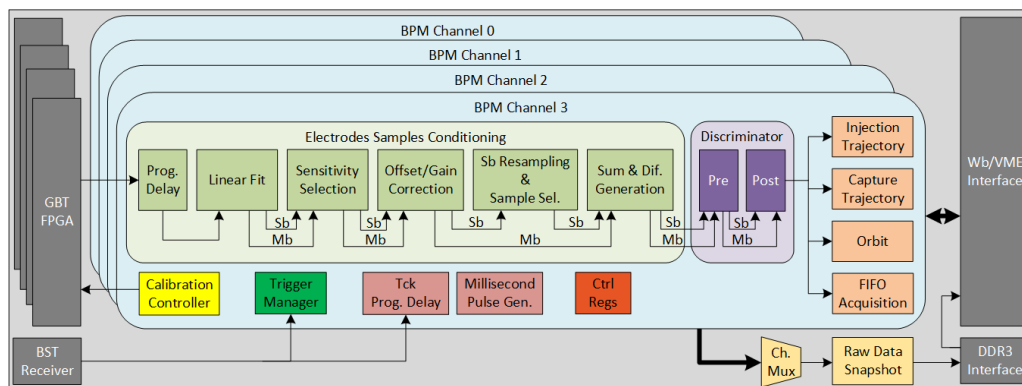 BPM Channel 0
BPM Channel 1
BPM Channel 2
BPM Channel 3
Electrodes Samples Conditioning
Discriminator
Prog.
Delay
Linear Fit
Sensitivity
Selection
Offset/Gain
Correction
Sb Resampling
&
Sample Sel.
Sum & Dif.
Generation
Pre
Post
Sb
Mb
Sb
Mb
Sb
Sb
Mb
Sb
Mb
Sb
Mb
Injection
Trajectory
Capture
Trajectory
Orbit
FIFO
Acquisition
GBT
FPGA
Wb/VME
Interface
Calibration
Controller
Trigger
Manager
Tck
Prog. Delay
Millisecond
Pulse Gen.
Ctrl
Regs
BST
Receiver
Ch.
Mux
Raw Data
Snapshot
DDR3
Interface